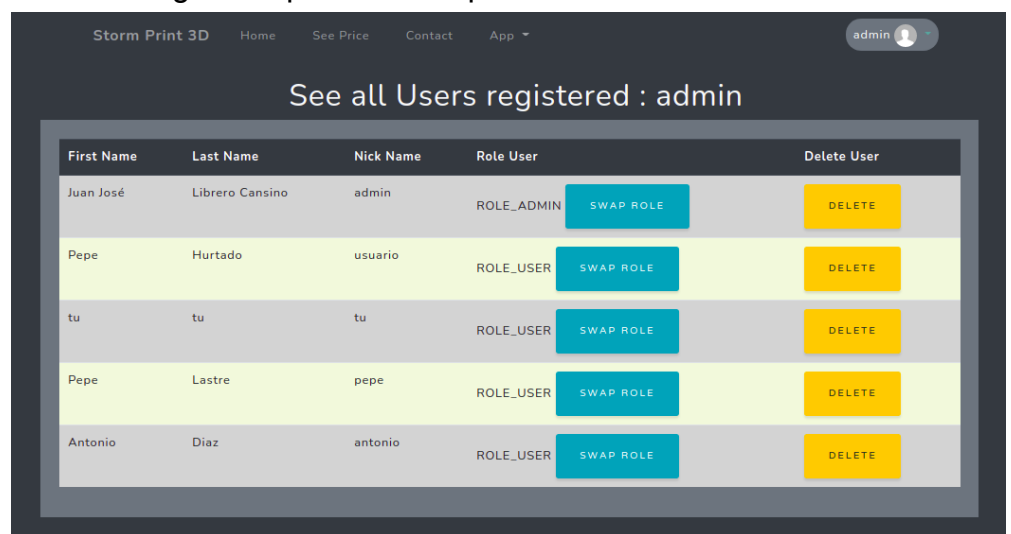 Storm Print 3D Home See Price Contact App admin
See all Users registered : admin
First Name Last Name Nick Name Role User Delete User
Juan José Librero Cansino admin ROLE_ADMIN SWAP ROLE DELETE
Pepe Hurtado usuario ROLE_USER SWAP ROLE DELETE
tu tu tu ROLE_USER SWAP ROLE DELETE
Pepe Lastre pepe ROLE_USER SWAP ROLE DELETE
Antonio Diaz antonio ROLE_USER SWAP ROLE DELETE